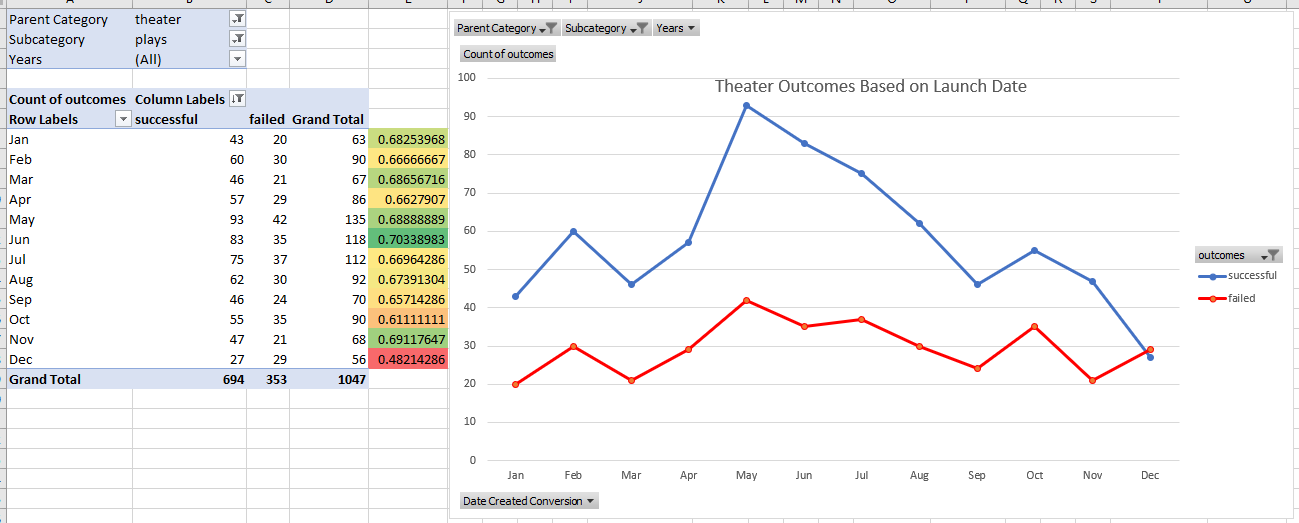 Parent Category theater
Subcategory plays
Years (All)
Count of outcomes Column Labels
Row Labels successful failed Grand Total
Jan 43 20 63 0.68253968
Feb 60 30 90 0.66666667
Mar 46 21 67 0.68656716
Apr 57 29 86 0.6627907
May 93 42 135 0.68888889
Jun 83 35 118 0.70338983
Jul 75 37 112 0.66964286
Aug 62 30 92 0.67391304
Sep 46 24 70 0.65714286
Oct 55 35 90 0.61111111
Nov 47 21 68 0.69117647
Dec 27 29 56 0.48214286
Grand Total 694 353 1047
Parent Category Subcategory Years
Count of outcomes
Theater Outcomes Based on Launch Date
100
90
80
70
60
50
40
30
20
10
0
Jan Feb Mar Apr May Jun Jul Aug Sep Oct Nov Dec
outcomes
successful
failed
Date Created Conversion